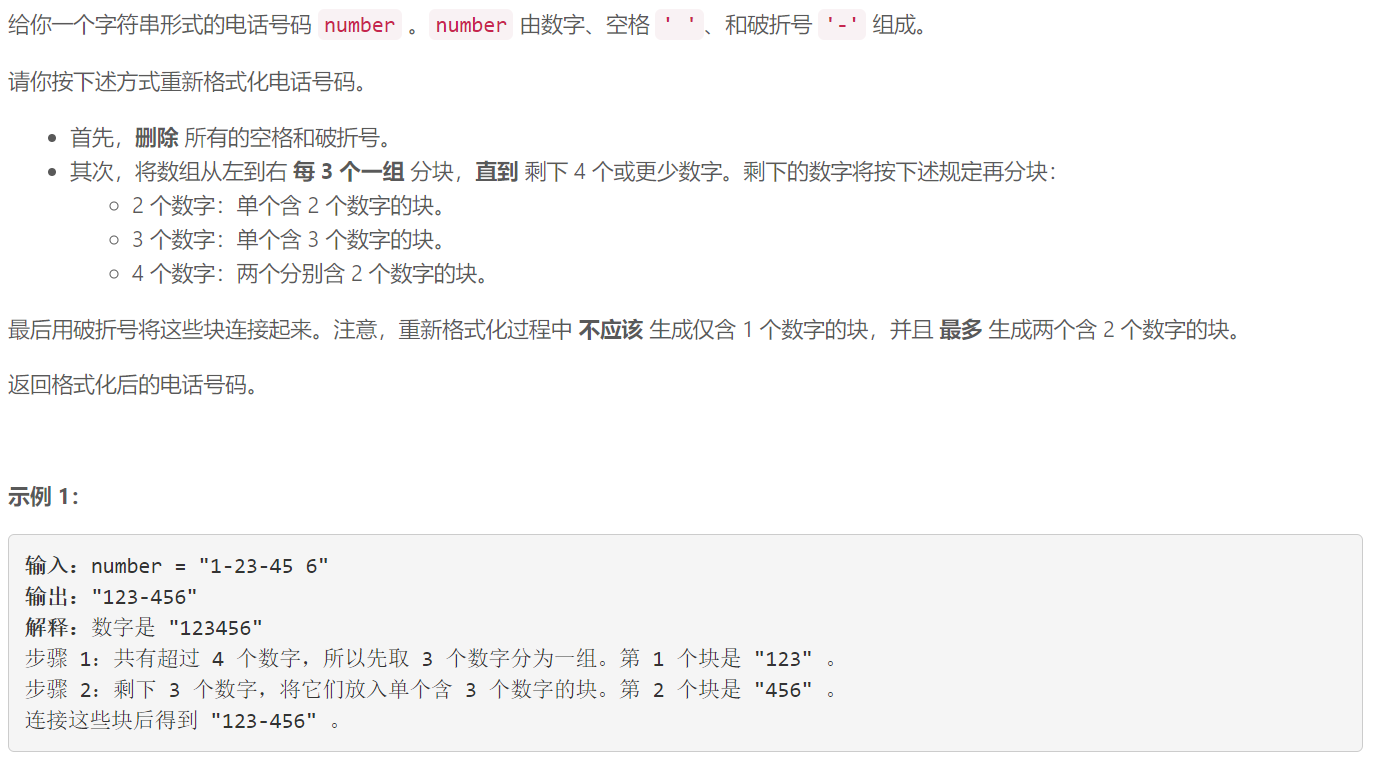 给你一个字符串形式的电话号码 number 。number 由数字、空格 ' '、和破折号 '-' 组成。
请你按下述方式重新格式化电话号码。
• 首先，删除 所有的空格和破折号。
• 其次，将数组从左到右 每 3 个一组 分块，直到 剩下 4 个或更少数字。剩下的数字将按下述规定再分块：
◦ 2 个数字：单个含 2 个数字的块。
◦ 3 个数字：单个含 3 个数字的块。
◦ 4 个数字：两个分别含 2 个数字的块。
最后用破折号将这些块连接起来。注意，重新格式化过程中 不应该 生成仅含 1 个数字的块，并且 最多 生成两个含 2 个数字的块。
返回格式化后的电话号码。
示例 1：
输入：number = "1-23-45 6"
输出："123-456"
解释：数字是 "123456"
步骤 1：共有超过 4 个数字，所以先取 3 个数字分为一组。第 1 个块是 "123" 。
步骤 2：剩下 3 个数字，将它们放入单个含 3 个数字的块。第 2 个块是 "456" 。
连接这些块后得到 "123-456" 。